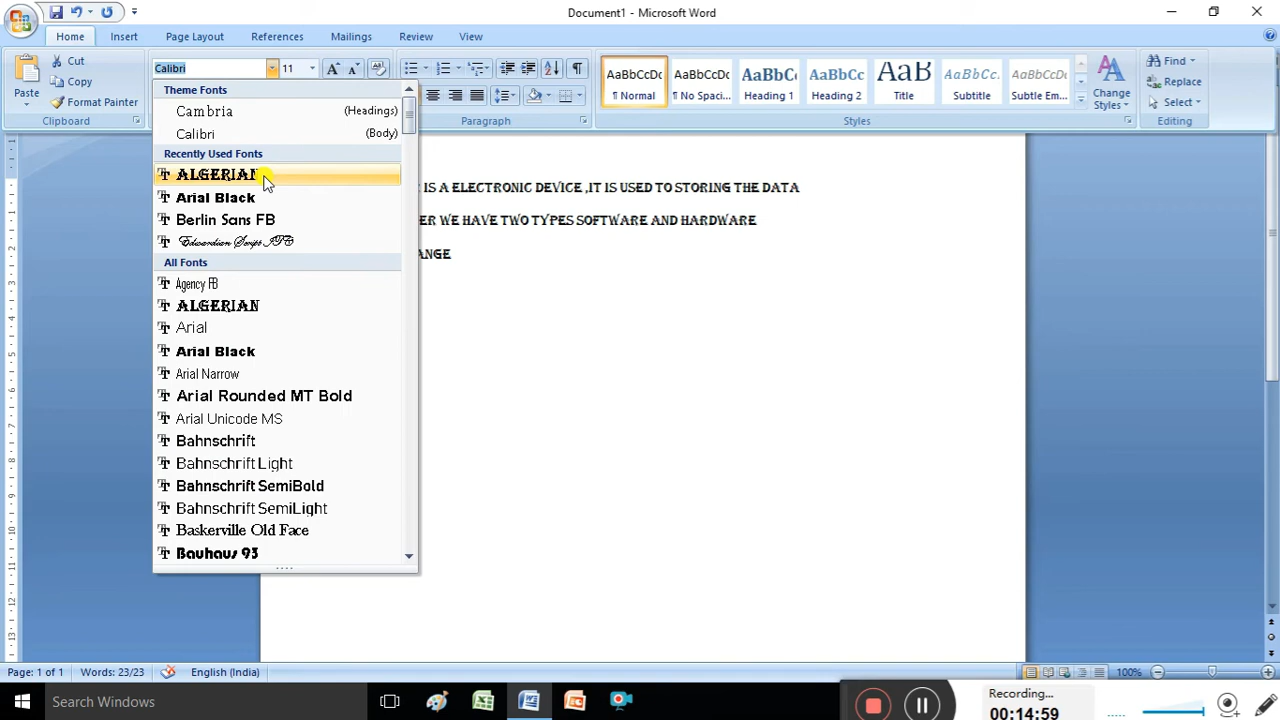 Document1 - Microsoft Word
Home Insert Page Layout References Mailings Review View
Paste
Cut
Copy
Format Painter
Clipboard
Calibri 11
Paragraph
AaBbCcDc AaBbCcDc AaBbCc AaBbCc AaB AaBbCc. AaBbCcDc
¶ Normal ¶ No Spaci... Heading 1 Heading 2 Title Subtitle Subtle Em...
Change
Styles
Styles
Find
Replace
Select
Editing
Theme Fonts
Cambria (Headings)
Calibri (Body)
Recently Used Fonts
ALGERIAN
Arial Black
Berlin Sans FB
Edwardian Script ITC
All Fonts
Agency FB
ALGERIAN
Arial
Arial Black
Arial Narrow
Arial Rounded MT Bold
Arial Unicode MS
Bahnschrift
Bahnschrift Light
Bahnschrift SemiBold
Bahnschrift SemiLight
Baskerville Old Face
Bauhaus 93
IS A ELECTRONIC DEVICE ,IT IS USED TO STORING THE DATA
ER WE HAVE TWO TYPES SOFTWARE AND HARDWARE
ANGE
Page: 1 of 1 Words: 23/23 English (India) 100%
Search Windows
Recording...
00:14:59